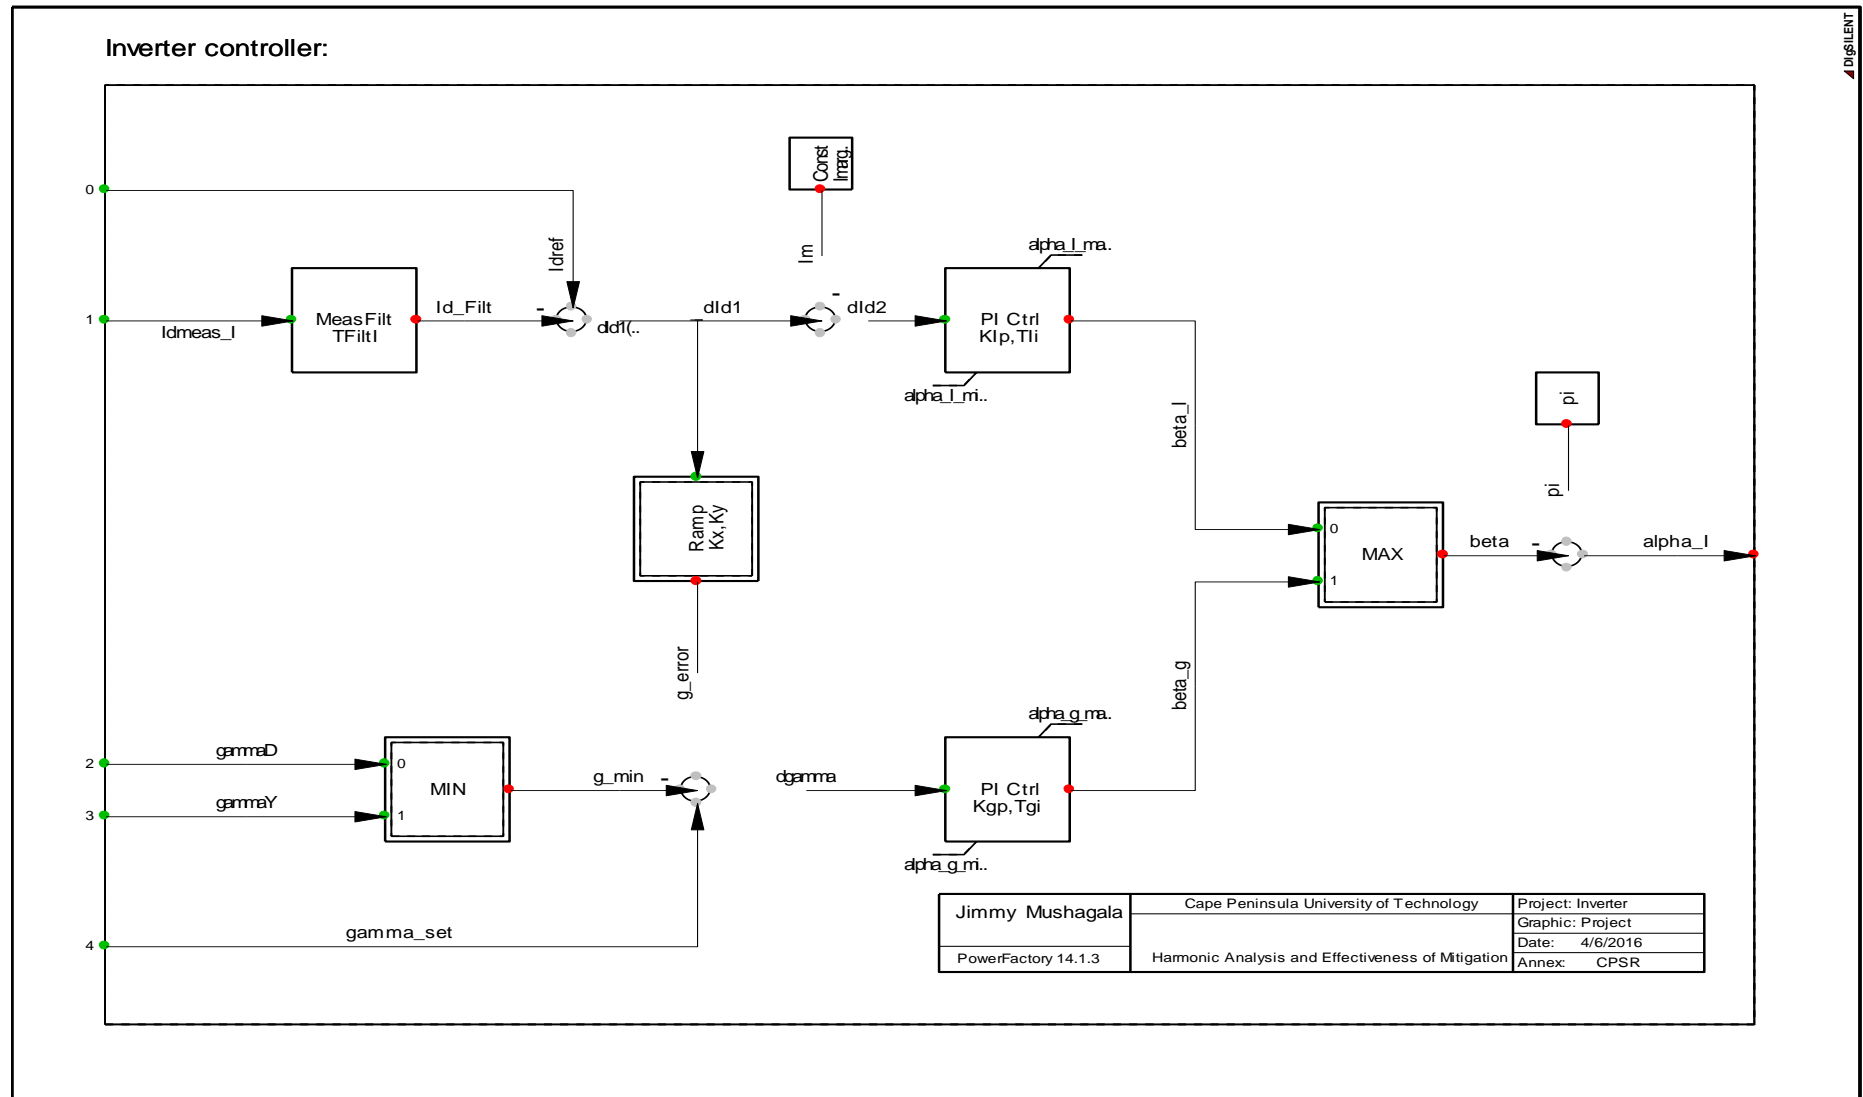 DIgSILENT
Inverter controller:
Const
Imarg.
0
Idref
Im
alpha_I_ma..
1
Idmeas_I
MeasFilt
TFiltI
Id_Filt
-
dId1(..
dId1
-
dId2
PI Ctrl
KIp,TIi
alpha_I_mi..
pi
pi
beta_I
Ramp
Kx,Ky
g_error
0
1
MAX
beta
-
alpha_I
beta_g
alpha_g_ma..
2
gammaD
3
gammaY
0
1
MIN
g_min
-
dgamma
PI Ctrl
Kgp,Tgi
alpha_g_mi..
4
gamma_set
Jimmy Mushagala
PowerFactory 14.1.3
Cape Peninsula University of Technology
Harmonic Analysis and Effectiveness of Mitigation
Project: Inverter
Graphic: Project
Date: 4/6/2016
Annex: CPSR